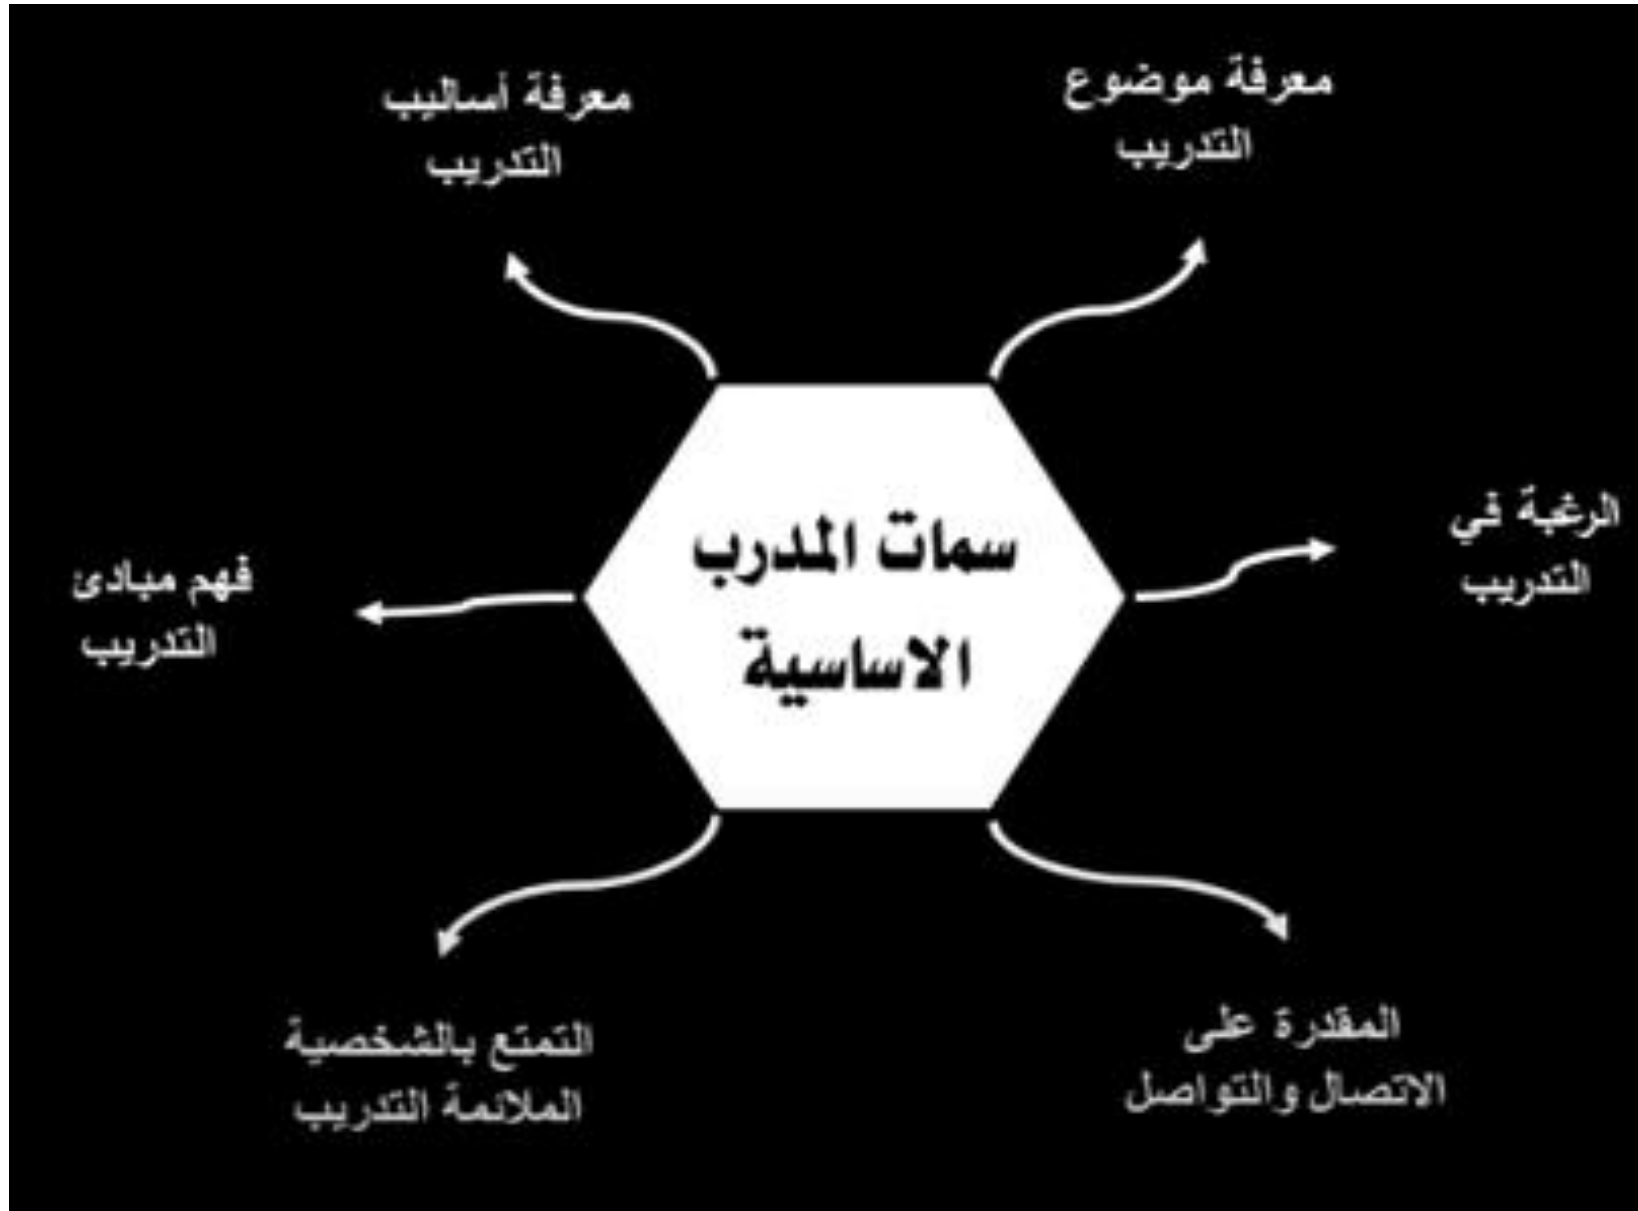 معرفة موضوع
التدريب
معرفة أساليب
التدريب
الرغبة في
التدريب
سمات المدرب
الاساسية
فهم مبادئ
التدريب
المقدرة على
الاتصال والتواصل
التمتع بالشخصية
الملائمة التدريب